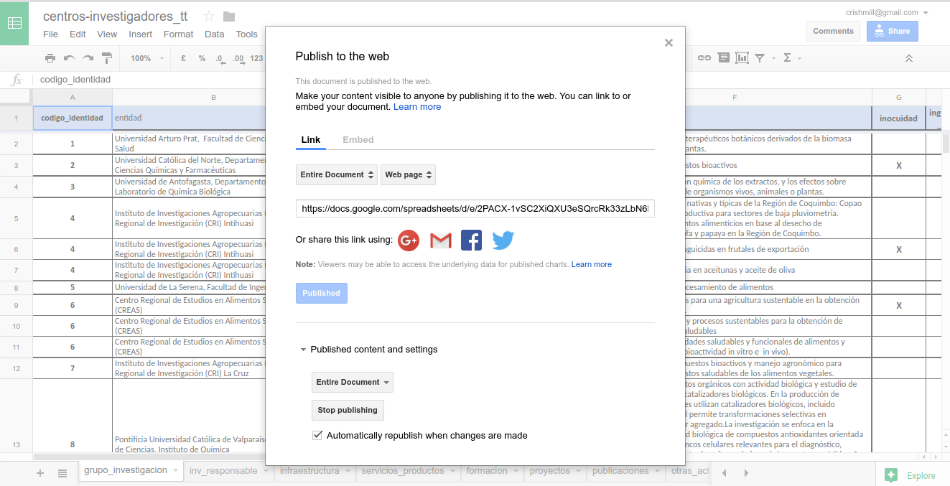 centros-investigadores_tt
crishmill@gmail.com
File Edit View Insert Format Data Tools
Comments
Share
100% £ % .0 .00 123
fx codigo_identidad
A B F G
1 codigo_identidad entidad inocuidad
2 1 Universidad Arturo Prat, Facultad de Cienc
Salud
terapéuticos botánicos derivados de la biomasa
antas.
3 2 Universidad Católica del Norte, Departame
Ciencias Químicas y Farmacéuticas
stos bioactivos X
4 3 Universidad de Antofagasta, Departamento
Laboratorio de Química Biológica
n química de los extractos, y los efectos sobre
de organismos vivos, animales o plantas.
5 4 Instituto de Investigaciones Agropecuarias
Regional de Investigación (CRI) Intihuasi
nativas y típicas de la Región de Coquimbo: Copao
oductiva para sectores de baja pluviometría.
ntos alimenticios en base al desecho de
fa y papaya en la Región de Coquimbo.
6 4 Instituto de Investigaciones Agropecuarias
Regional de Investigación (CRI) Intihuasi
guicidas en frutales de exportación X
7 4 Instituto de Investigaciones Agropecuarias
Regional de Investigación (CRI) Intihuasi
ia en aceitunas y aceite de oliva
8 5 Universidad de La Serena, Facultad de Inge
cesamiento de alimentos
9 6 Centro Regional de Estudios en Alimentos S
(CREAS)
s para una agricultura sustentable en la obtención X
10 6 Centro Regional de Estudios en Alimentos S
(CREAS)
y procesos sustentables para la obtención de
aludables
11 6 Centro Regional de Estudios en Alimentos S
(CREAS)
dades saludables y funcionales de alimentos y
bioactividad in vitro e in vivo).
12 7 Instituto de Investigaciones Agropecuarias
Regional de Investigación (CRI) La Cruz
puestos bioactivos y manejo agronómico para
stos saludables de los alimentos vegetales.
13 8 Pontificia Universidad Católica de Valparaís
de Ciencias, Instituto de Química
tos orgánicos con actividad biológica y estudio de
catalizadores biológicos. En la producción de
es utilizan catalizadores biológicos, incluido
l permite transformaciones selectivas en
r agregado.La investigación se enfoca en la
d biológica de compuestos antioxidantes orientada
ncos celulares relevantes para el diagnóstico,
Publish to the web
This document is published to the web.
Make your content visible to anyone by publishing it to the web. You can link to or
embed your document. Learn more
Link Embed
Entire Document Web page
https://docs.google.com/spreadsheets/d/e/2PACX-1vSC2XiQXU3eSQrcRk33zLbN6
Or share this link using:
Note: Viewers may be able to access the underlying data for published charts. Learn more
Published
Published content and settings
Entire Document
Stop publishing
Automatically republish when changes are made
grupo_investigacion inv_responsable infraestructura servicios_productos formacion proyectos publicaciones otras_act
Explore